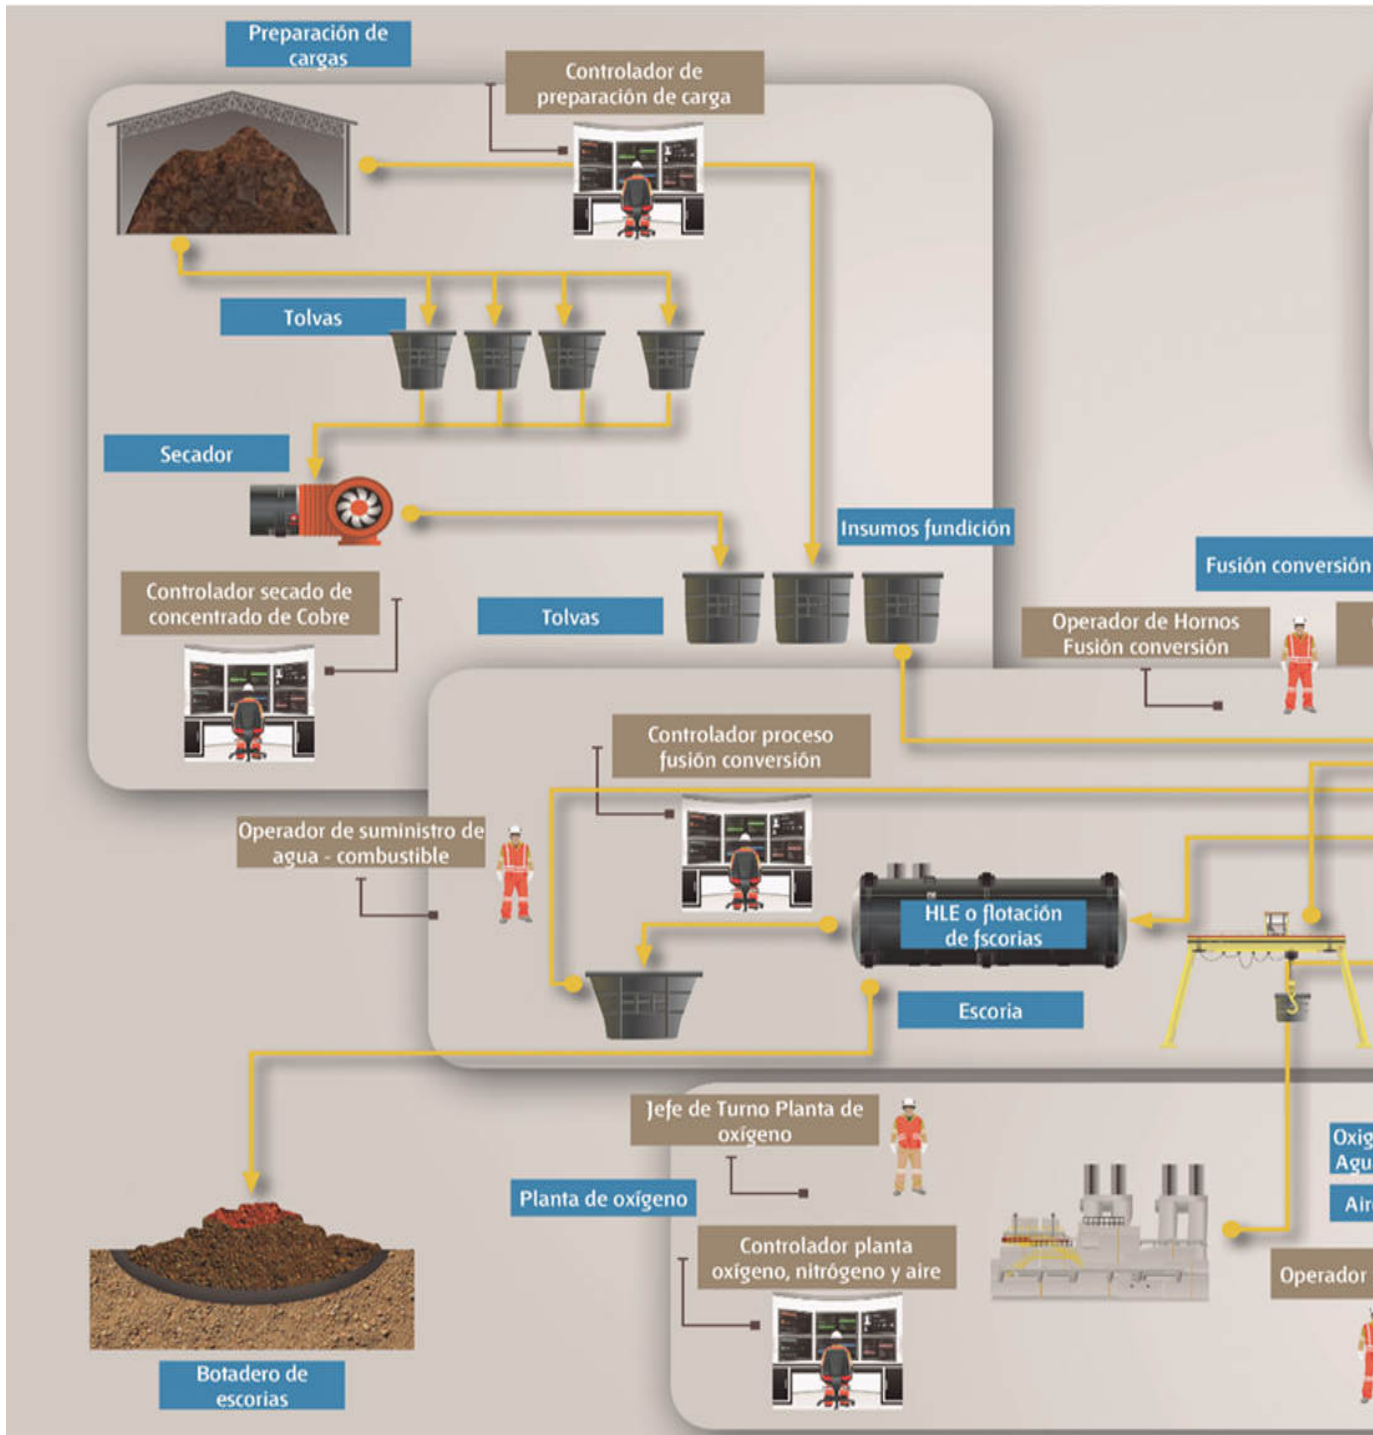 Preparación de
cargas
Controlador de
preparación de carga
Tolvas
Secador
Insumos fundición
Fusión conversión
Controlador secado de
concentrado de Cobre
Tolvas
Operador de Hornos
Fusión conversión
Controlador proceso
fusión conversión
Operador de suministro de
agua - combustible
HLE o flotación
de fscorias
Escoria
Jefe de Turno Planta de
oxígeno
Oxig
Agu
Planta de oxígeno
Air
Controlador planta
oxígeno, nitrógeno y aire
Operador
Botadero de
escorias